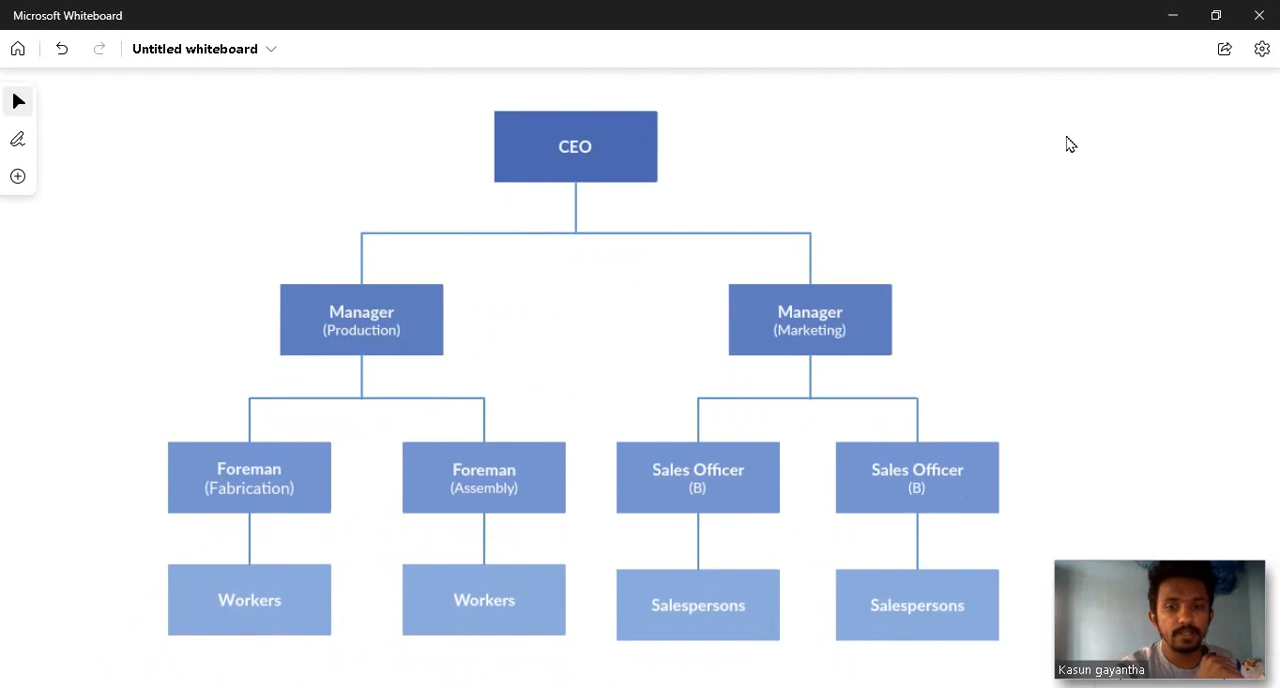 Microsoft Whiteboard
Untitled whiteboard
CEO
Manager
(Production)
Manager
(Marketing)
Foreman
(Fabrication)
Foreman
(Assembly)
Sales Officer
(B)
Sales Officer
(B)
Workers
Workers
Salespersons
Salespersons
Kasun gayantha